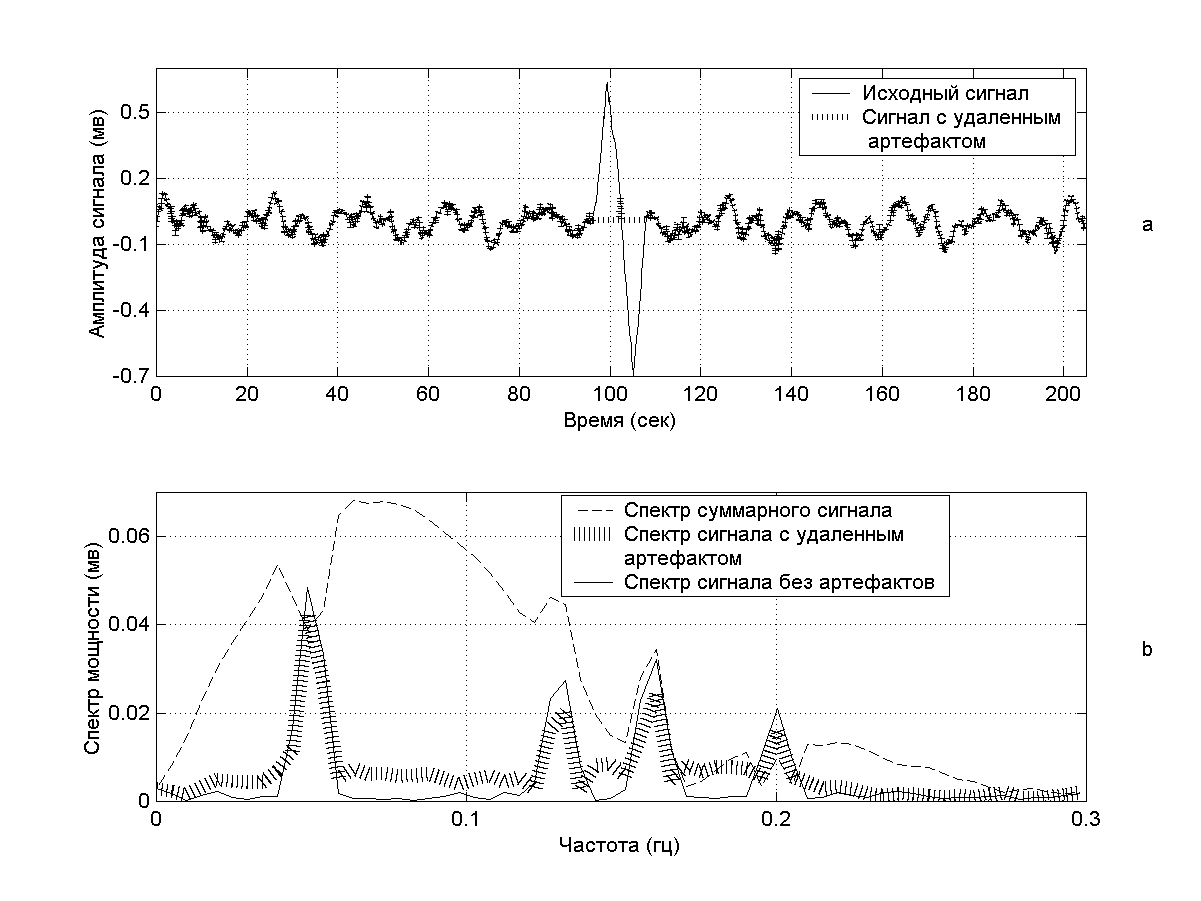 Исходный сигнал
Сигнал с удаленным
артефактом
Амплитуда сигнала (мв)
0.5
0.2
-0.1
-0.4
-0.7
0 20 40 60 80 100 120 140 160 180 200
Время (сек)
a
Спектр суммарного сигнала
Спектр сигнала с удаленным
артефактом
Спектр сигнала без артефактов
Спектр мощности (мв)
0.06
0.04
0.02
0
0 0.1 0.2 0.3
Частота (гц)
b